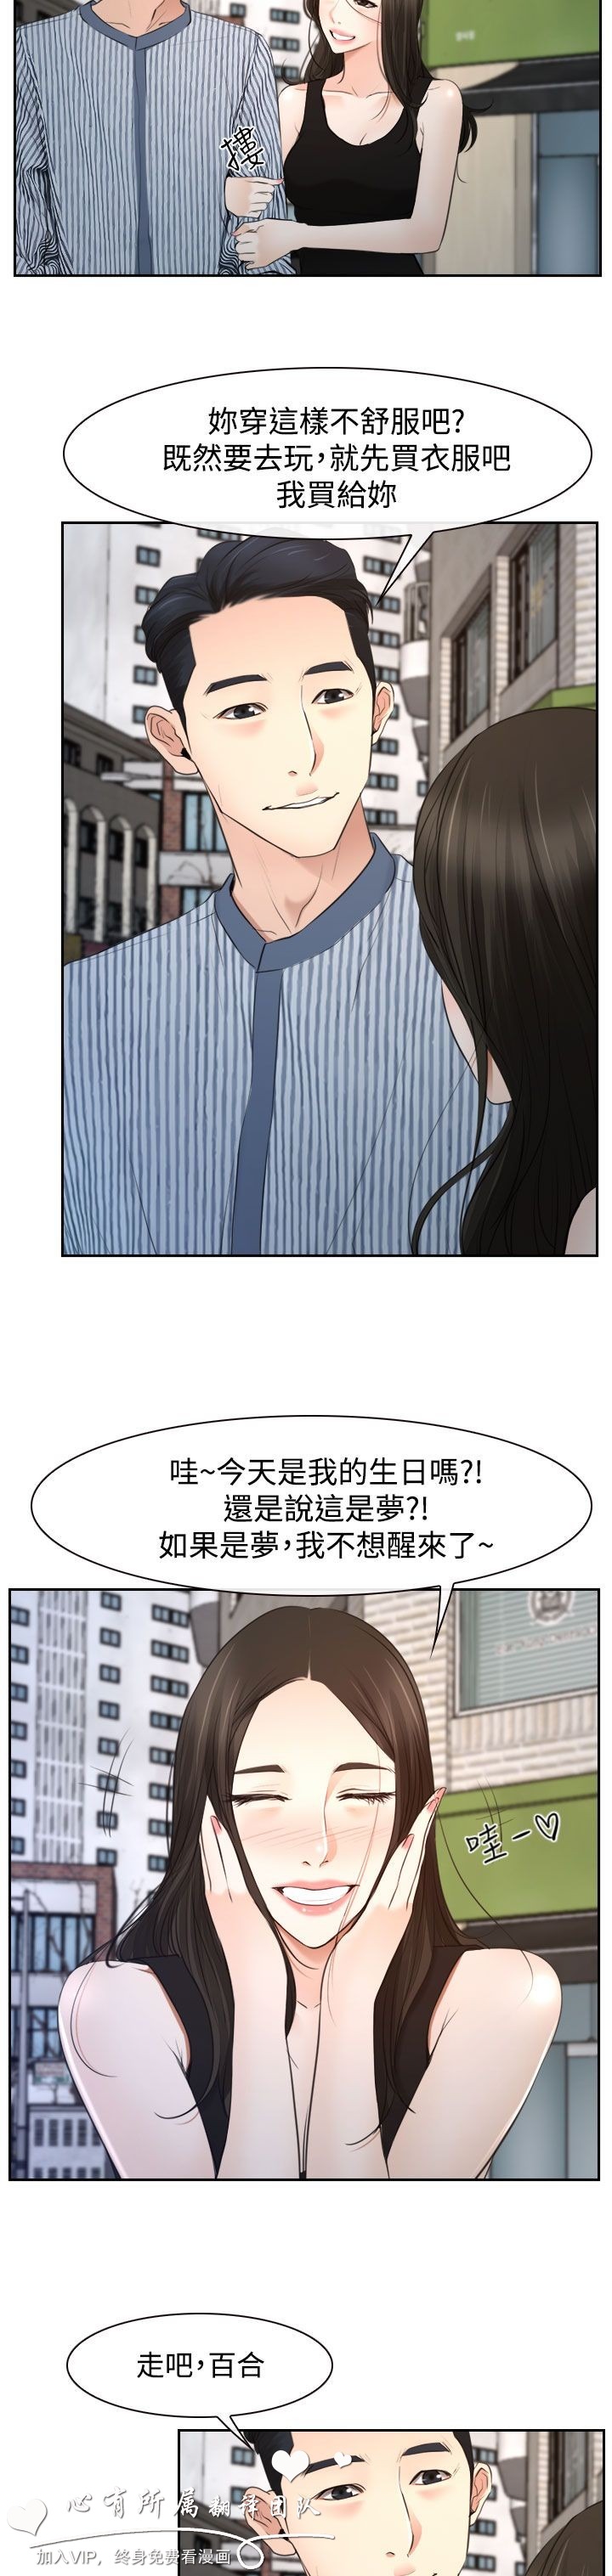 摟
妳穿這樣不舒服吧?
既然要去玩,就先買衣服吧
我買給妳
哇~今天是我的生日嗎?!
還是說這是夢?!
如果是夢,我不想醒來了~
哇~♡
走吧,百合
心有所属翻译团队
加入VIP，终身免费看漫画